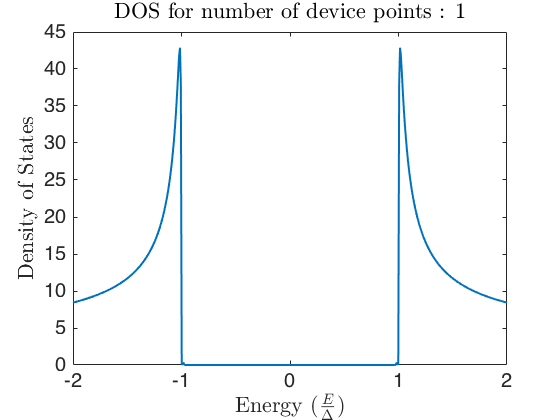 DOS for number of device points : 1
Density of States
45
40
35
30
25
20
15
10
5
0
-2 -1 0 1 2
Energy (E/Δ)